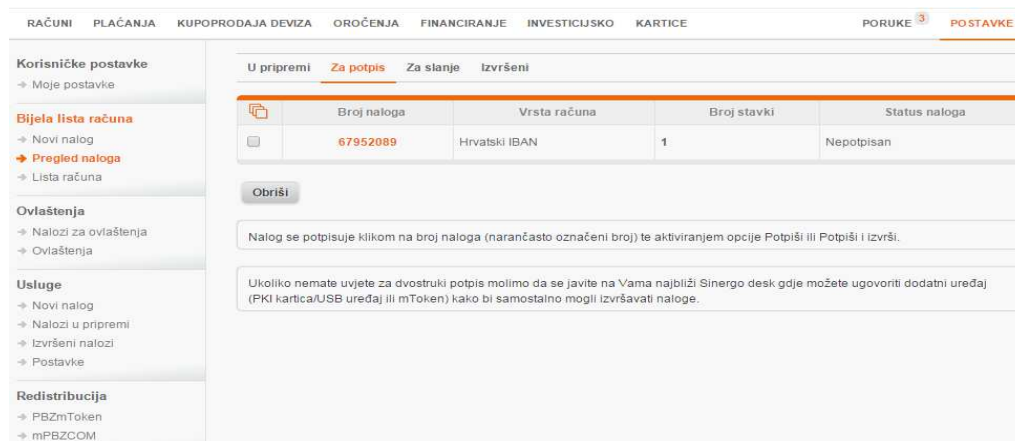 RAČUNI PLAĆANJA KUPOPRODAJA DEVIZA OROČENJA FINANCIRANJE INVESTICIJSKO KARTICE PORUKE 3 POSTAVKE
Korisničke postavke
Moje postavke
Bijela lista računa
Novi nalog
Pregled naloga
Lista računa
Ovlaštenja
Nalozi za ovlaštenja
Ovlaštenja
Usluge
Novi nalog
Nalozi u pripremi
Izvršeni nalozi
Postavke
Redistribucija
PBZmToken
mPBZCOM
U pripremi Za potpis Za slanje Izvršeni
Broj naloga Vrsta računa Broj stavki Status naloga
67952089 Hrvatski IBAN 1 Nepotpisan
Obriši
Nalog se potpisuje klikom na broj naloga (narančasto označeni broj) te aktiviranjem opcije Potpiši ili Potpiši i izvrši.
Ukoliko nemate uvjete za dvostruki potpis molimo da se javite na Vama najbliži Sinergo desk gdje možete ugovoriti dodatni uređaj
(PKI kartica/USB uređaj ili mToken) kako bi samostalno mogli izvršavati naloge.